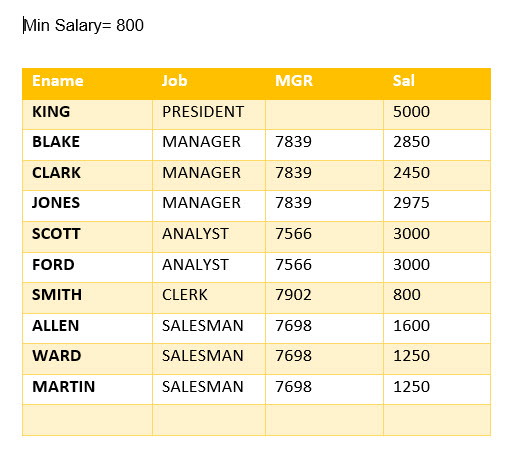 Min Salary= 800
Ename Job MGR Sal
KING PRESIDENT 5000
BLAKE MANAGER 7839 2850
CLARK MANAGER 7839 2450
JONES MANAGER 7839 2975
SCOTT ANALYST 7566 3000
FORD ANALYST 7566 3000
SMITH CLERK 7902 800
ALLEN SALESMAN 7698 1600
WARD SALESMAN 7698 1250
MARTIN SALESMAN 7698 1250